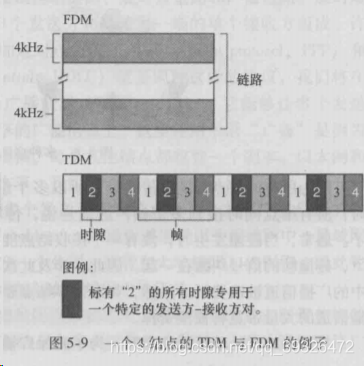 FDM
4kHz
链路
4kHz
TDM
1 2 3 4 1 2 3 4 1 2 3 4 1 2 3 4
时隙 帧
图例:
标有“2”的所有时隙专用于
一个特定的发送方-接收方对。
图 5-9 一个 4 结点的 TDM 与 FDM 的例子